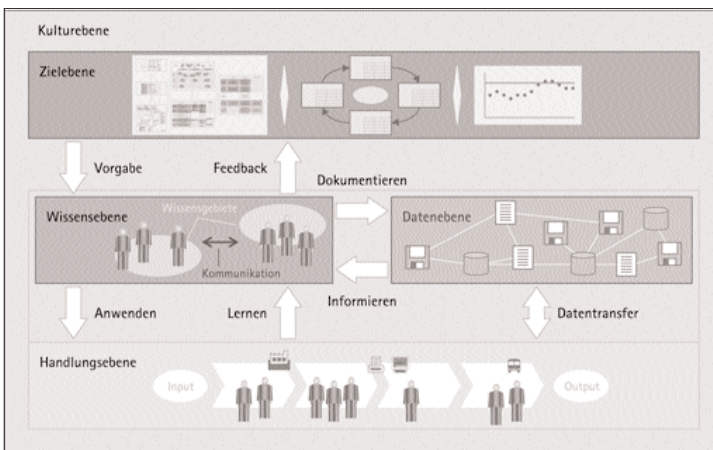 Kulturebene
Zielebene
Vorgabe
Feedback
Dokumentieren
Wissensebene
Wissensgebiete
Kommunikation
Datenebene
Informieren
Anwenden
Lernen
Datentransfer
Handlungsebene
Input
Output